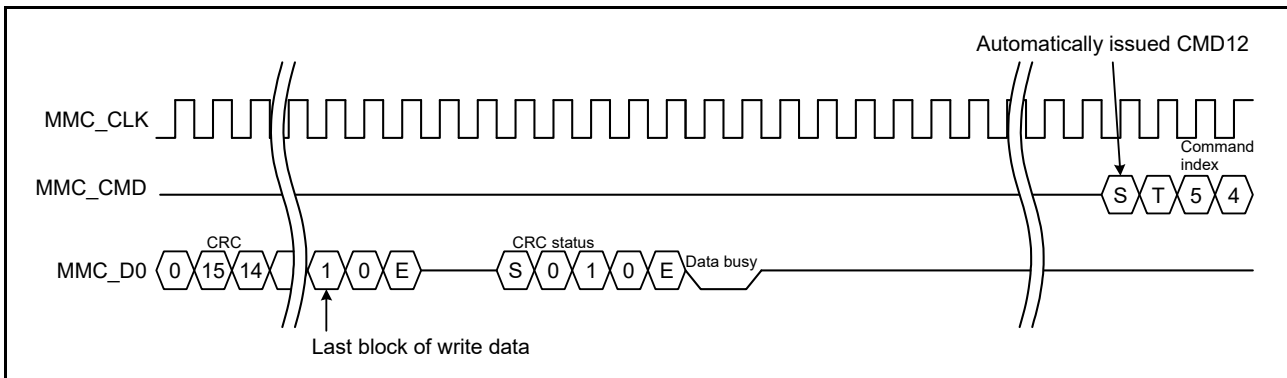 Automatically issued CMD12
MMC_CLK
Command
index
MMC_CMD S T 5 4
CRC CRC status
MMC_D0 0 15 14 1 0 E S 0 1 0 E Data busy
Last block of write data